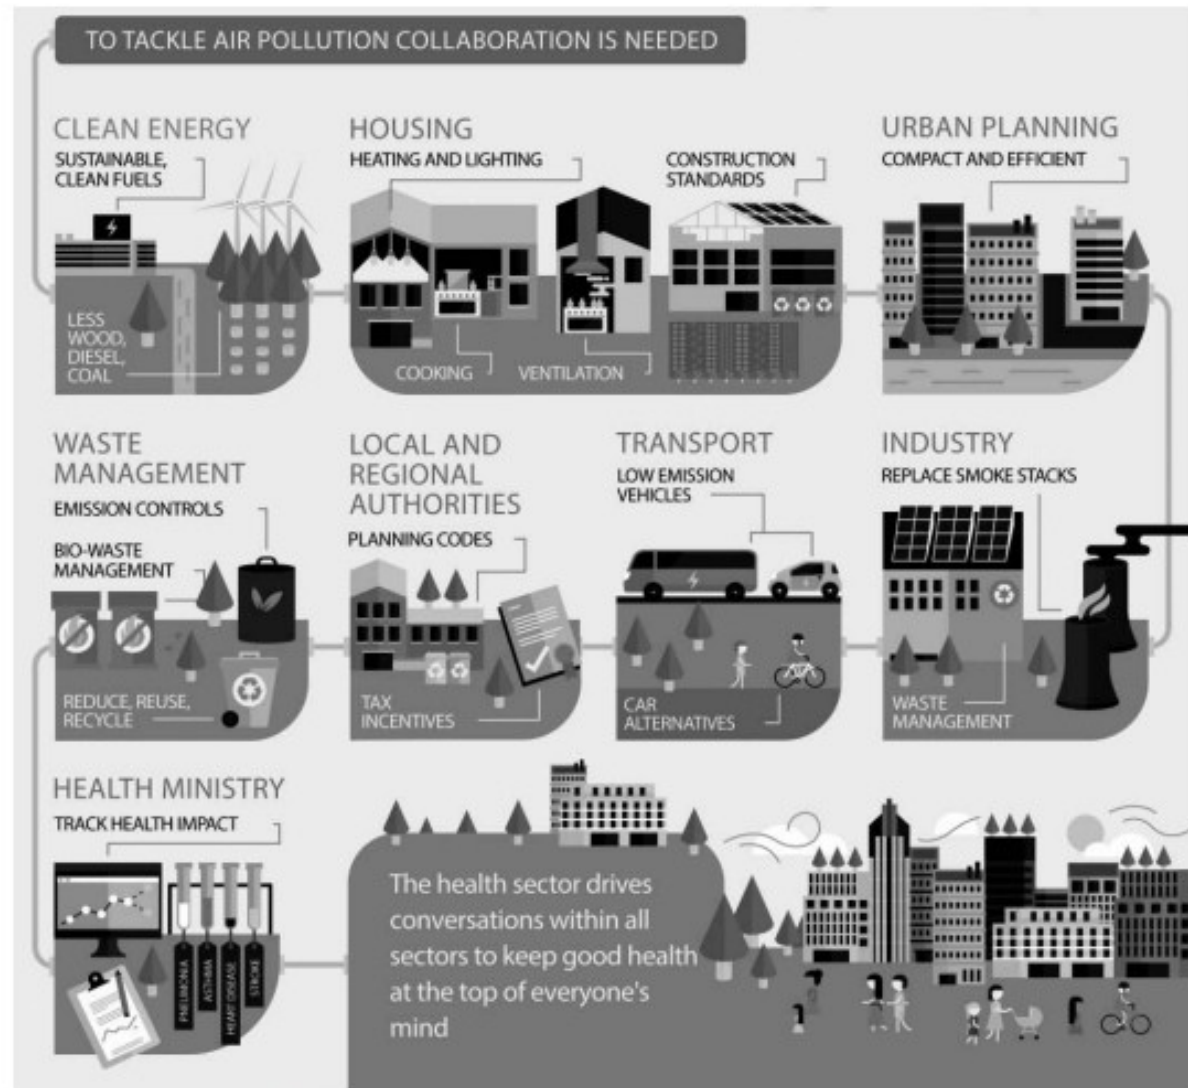 TO TACKLE AIR POLLUTION COLLABORATION IS NEEDED
CLEAN ENERGY
SUSTAINABLE,
CLEAN FUELS
LESS
WOOD,
DIESEL,
COAL
HOUSING
HEATING AND LIGHTING
CONSTRUCTION
STANDARDS
COOKING
VENTILATION
URBAN PLANNING
COMPACT AND EFFICIENT
WASTE
MANAGEMENT
EMISSION CONTROLS
BIO-WASTE
MANAGEMENT
REDUCE, REUSE,
RECYCLE
LOCAL AND
REGIONAL
AUTHORITIES
PLANNING CODES
TAX
INCENTIVES
TRANSPORT
LOW EMISSION
VEHICLES
CAR
ALTERNATIVES
INDUSTRY
REPLACE SMOKE STACKS
WASTE
MANAGEMENT
HEALTH MINISTRY
TRACK HEALTH IMPACT
PNEUMONIA
ASTHMA
HEART DISEASE
STROKE
The health sector drives
conversations within all
sectors to keep good health
at the top of everyone's
mind